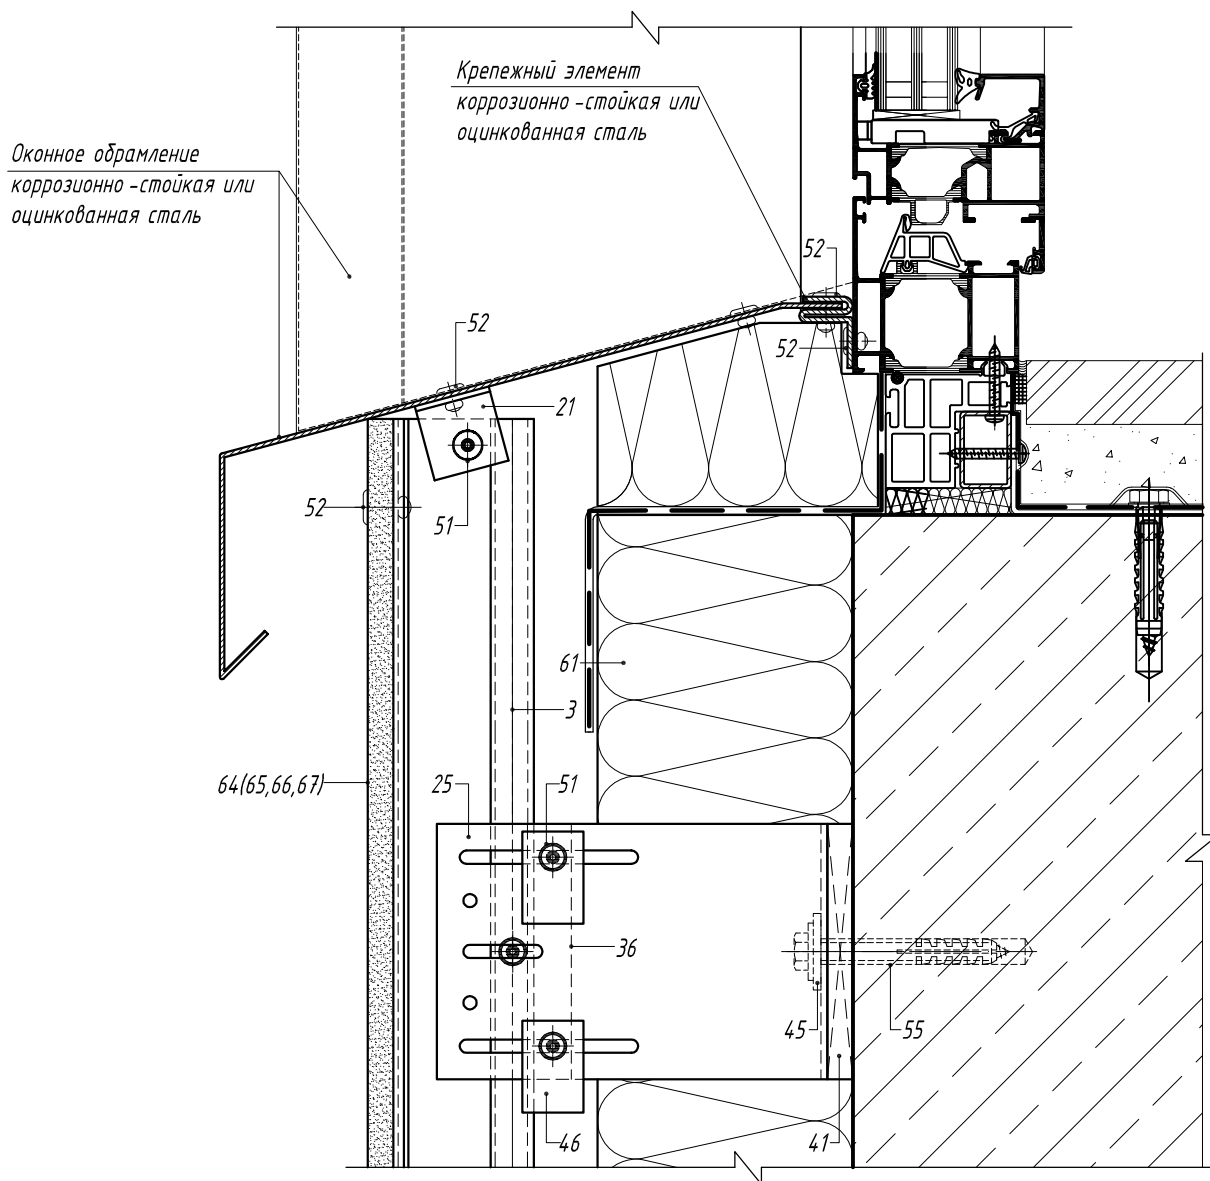 Крепежный элемент
коррозионно-стойкая или
оцинкованная сталь
Оконное обрамление
коррозионно-стойкая или
оцинкованная сталь
52
52
52
21
52
51
61
3
64(65,66,67)
25
51
36
45
55
46
41